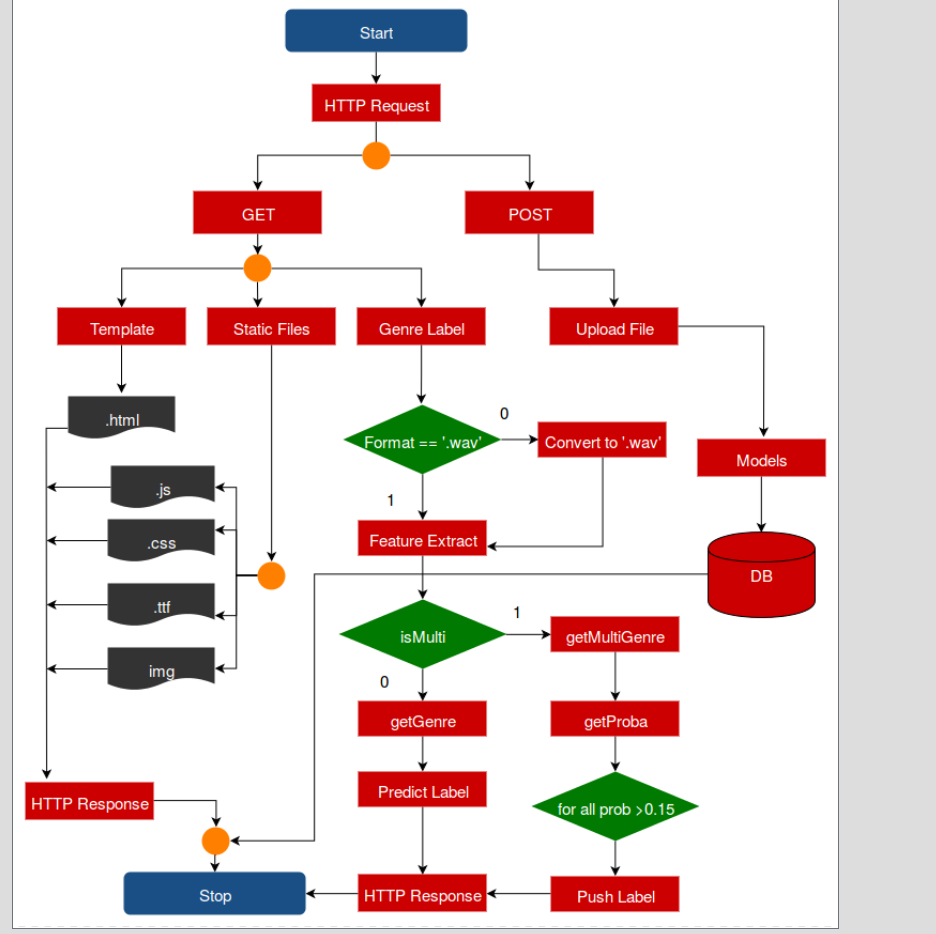 Start
HTTP Request
GET
POST
Template
Static Files
Genre Label
Upload File
.html
0
Format == '.wav'
Convert to '.wav'
Models
.js
1
.css
Feature Extract
DB
.ttf
1
isMulti
getMultiGenre
img
0
getGenre
getProba
Predict Label
HTTP Response
for all prob >0.15
Stop
HTTP Response
Push Label